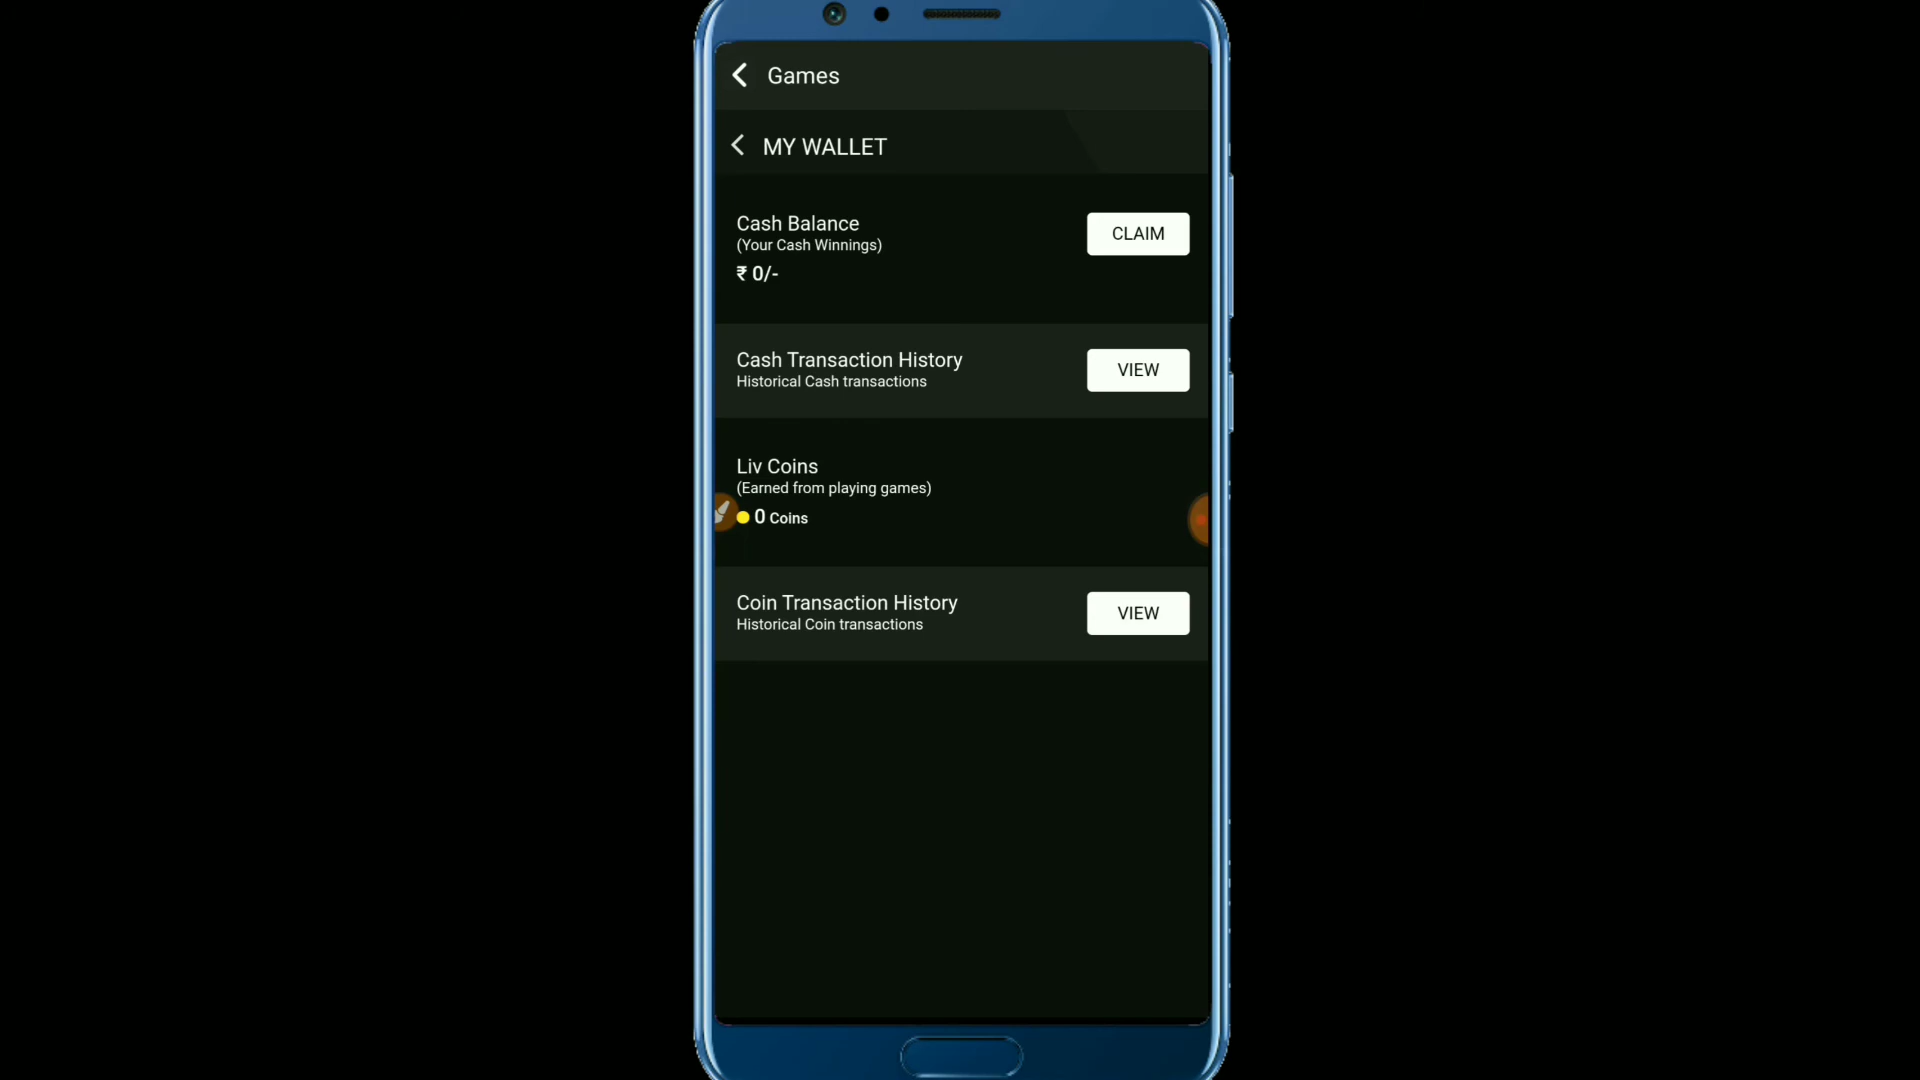 Games
MY WALLET
Cash Balance
(Your Cash Winnings)
₹ 0/-
CLAIM
Cash Transaction History
Historical Cash transactions
VIEW
Liv Coins
(Earned from playing games)
0 Coins
Coin Transaction History
Historical Coin transactions
VIEW